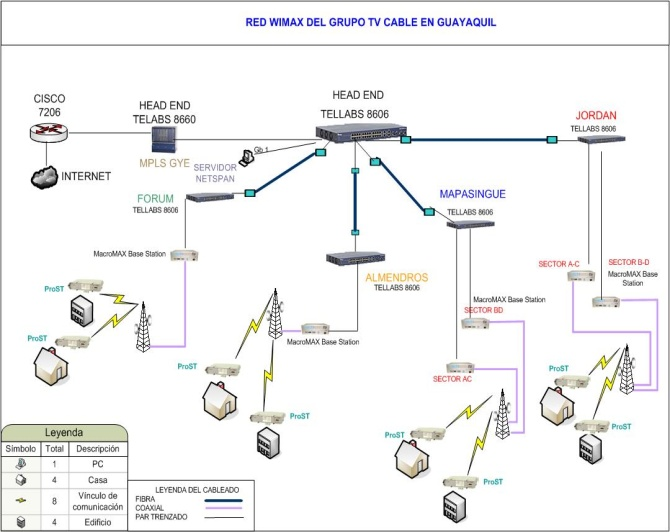 RED WIMAX DEL GRUPO TV CABLE EN GUAYAQUIL
CISCO
7206
HEAD END
TELLABS 8660
HEAD END
TELLABS 8606
JORDAN
TELLABS 8606
MPLS GYE
Gb 1
SERVIDOR
NETSPAN
INTERNET
FORUM
TELLABS 8606
MAPASINGUE
TELLABS 8606
MacroMAX Base Station
ALMENDROS
TELLABS 8606
SECTOR A-C
SECTOR B-D
MacroMAX Base
Station
ProST
ProST
ProST
MacroMAX Base Station
MacroMAX Base Station
SECTOR BD
ProST
ProST
SECTOR AC
ProST
ProST
ProST
ProST
Leyenda
Símbolo Total Descripción
1 PC
4 Casa
8 Vínculo de
comunicación
4 Edificio
LEYENDA DEL CABLEADO
FIBRA
COAXIAL
PAR TRENZADO